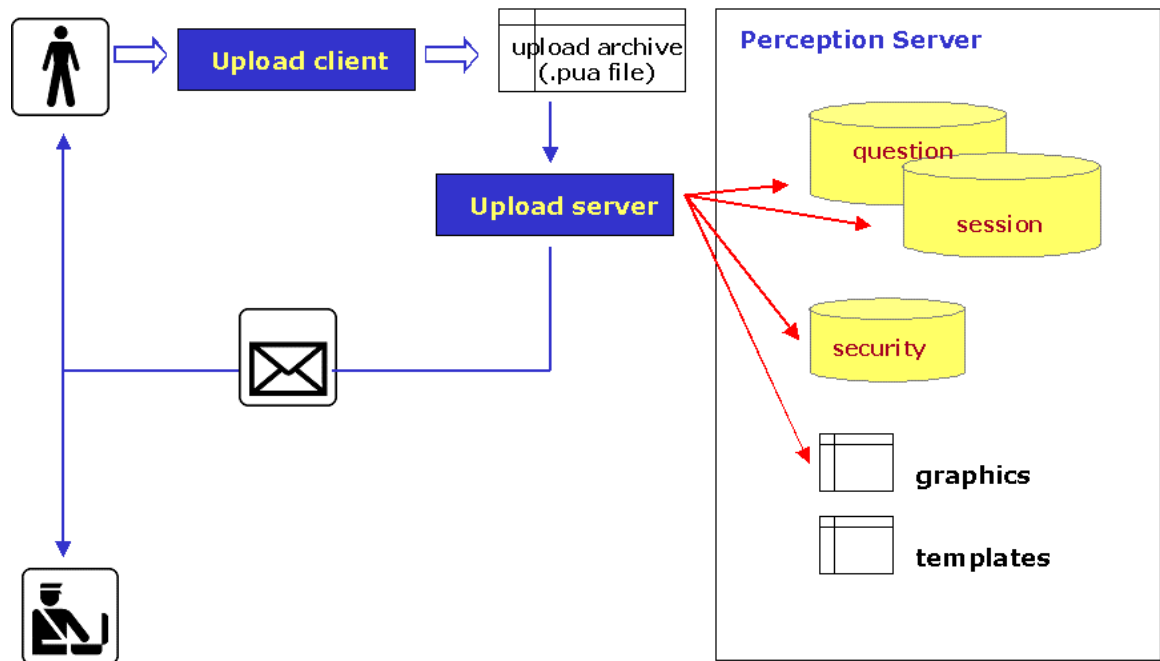 Upload client
upload archive
(.pua file)
Upload server
Perception Server
question
session
security
graphics
templates